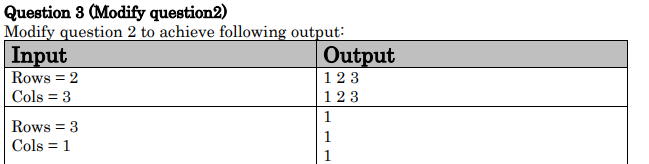 Question 3 (Modify question2)
Modify question 2 to achieve following output:
Input Output
Rows = 2 1 2 3
Cols = 3 1 2 3
Rows = 3
Cols = 1
1
1
1